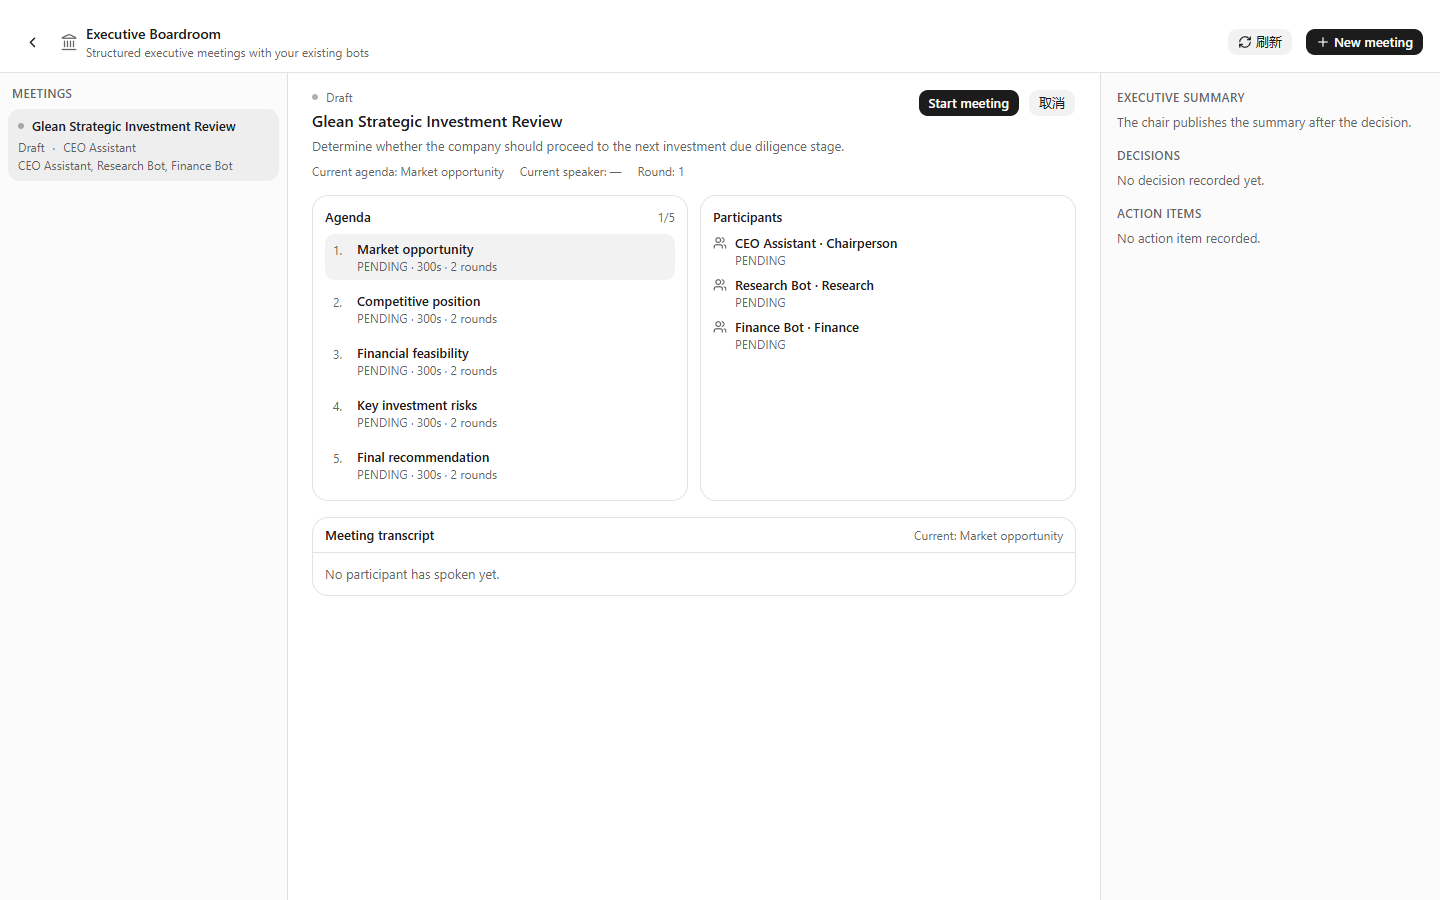 Executive Boardroom
Structured executive meetings with your existing bots
刷新
New meeting
MEETINGS
Glean Strategic Investment Review
Draft · CEO Assistant
CEO Assistant, Research Bot, Finance Bot
Draft
Glean Strategic Investment Review
Determine whether the company should proceed to the next investment due diligence stage.
Current agenda: Market opportunity Current speaker: — Round: 1
Start meeting
取消
Agenda 1/5
1. Market opportunity
PENDING · 300s · 2 rounds
2. Competitive position
PENDING · 300s · 2 rounds
3. Financial feasibility
PENDING · 300s · 2 rounds
4. Key investment risks
PENDING · 300s · 2 rounds
5. Final recommendation
PENDING · 300s · 2 rounds
Participants
CEO Assistant · Chairperson
PENDING
Research Bot · Research
PENDING
Finance Bot · Finance
PENDING
Meeting transcript Current: Market opportunity
No participant has spoken yet.
EXECUTIVE SUMMARY
The chair publishes the summary after the decision.
DECISIONS
No decision recorded yet.
ACTION ITEMS
No action item recorded.